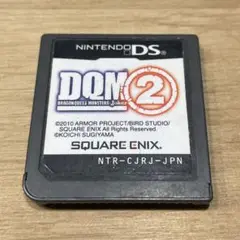 NINTENDO DS
DQM 2
DRAGON QUEST MONSTERS Joker
©2010 ARMOR PROJECT/BIRD STUDIO/
SQUARE ENIX All Rights Reserved.
©KOICHI SUGIYAMA
SQUARE ENIX.
NTR-CJRJ-JPN